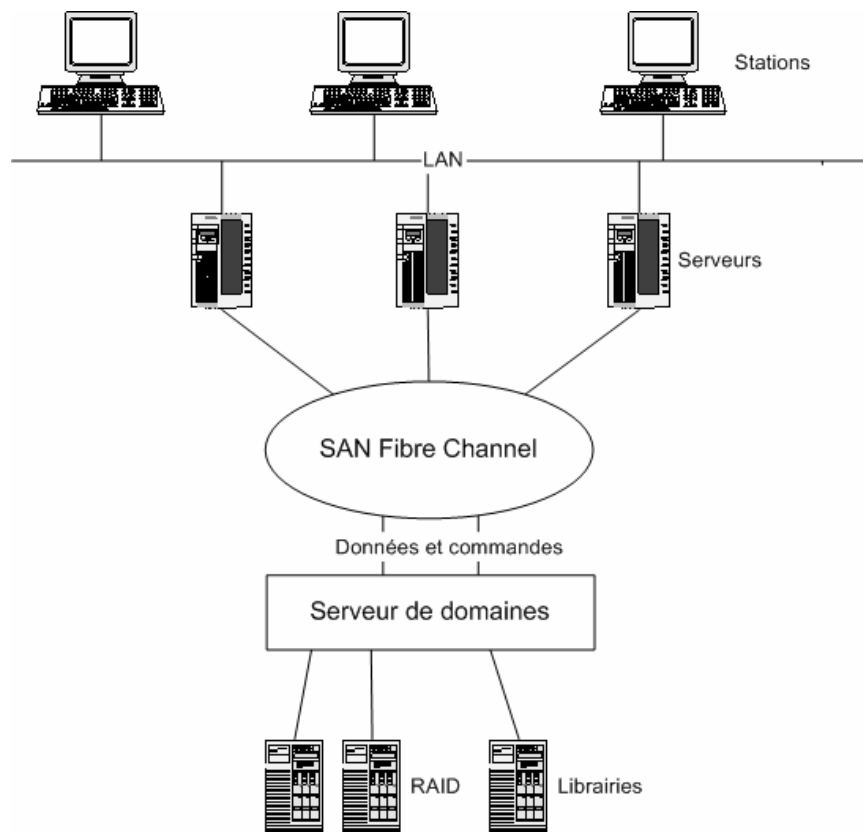 Stations
LAN
Serveurs
SAN Fibre Channel
Données et commandes
Serveur de domaines
RAID
Librairies